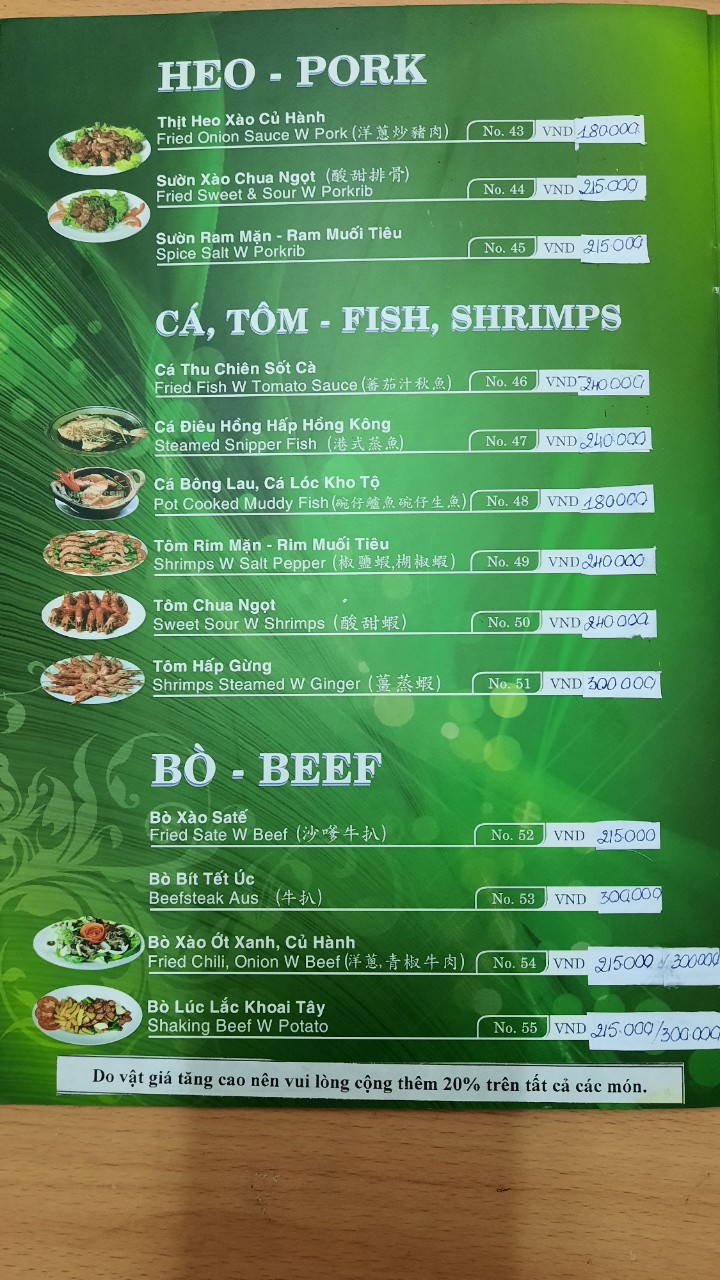 HEO - PORK
Thịt Heo Xào Củ Hành
Fried Onion Sauce W Pork (洋蔥炒豬肉) No. 43 VND 180000
Sườn Xào Chua Ngọt (酸甜排骨)
Fried Sweet & Sour W Porkrib No. 44 VND 215.000
Sườn Ram Mặn - Ram Muối Tiêu
Spice Salt W Porkrib No. 45 VND 215.000
CÁ, TÔM - FISH, SHRIMPS
Cá Thu Chiên Sốt Cà
Fried Fish W Tomato Sauce (蕃茄汁秋魚) No. 46 VND 240000
Cá Điêu Hồng Hấp Hồng Kông
Steamed Snipper Fish (港式蒸魚) No. 47 VND 240.000
Cá Bông Lau, Cá Lóc Kho Tộ
Pot Cooked Muddy Fish (碗仔鱸魚碗仔生魚) No. 48 VND 180000
Tôm Rim Mặn - Rim Muối Tiêu
Shrimps W Salt Pepper (椒鹽蝦,楜椒蝦) No. 49 VND 240.000
Tôm Chua Ngọt
Sweet Sour W Shrimps (酸甜蝦) No. 50 VND 240.000
Tôm Hấp Gừng
Shrimps Steamed W Ginger (薑蒸蝦) No. 51 VND 300000
BÒ - BEEF
Bò Xào Satế
Fried Sate W Beef (沙嗲牛扒) No. 52 VND 215000
Bò Bít Tết Úc
Beefsteak Aus (牛扒) No. 53 VND 300.000
Bò Xào Ớt Xanh, Củ Hành
Fried Chili, Onion W Beef (洋蔥,青椒牛肉) No. 54 VND 215000 / 300000
Bò Lúc Lắc Khoai Tây
Shaking Beef W Potato No. 55 VND 215.000/300000
Do vật giá tăng cao nên vui lòng cộng thêm 20% trên tất cả các món.